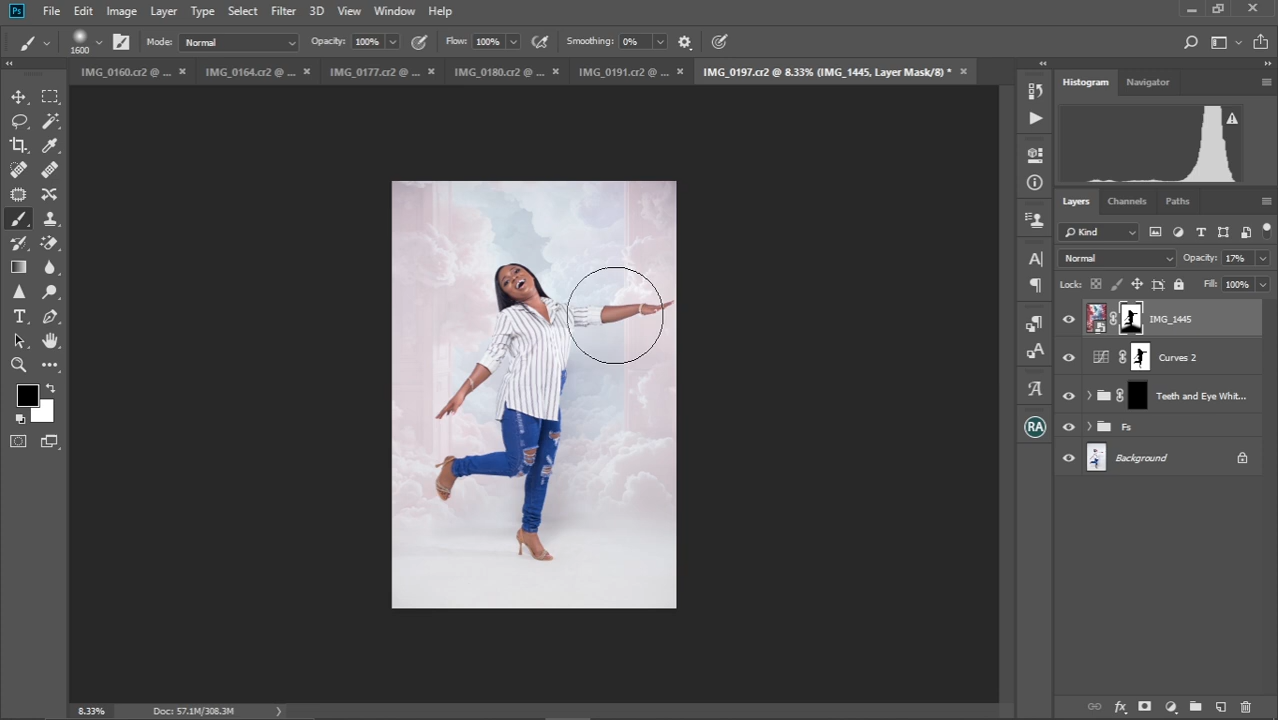 Ps File Edit Image Layer Type Select Filter 3D View Window Help
1600 Mode: Normal Opacity: 100% Flow: 100% Smoothing: 0%
IMG_0160.cr2 @ ... × IMG_0164.cr2 @ ... × IMG_0177.cr2 @ ... × IMG_0180.cr2 @ ... × IMG_0191.cr2 @ ... × IMG_0197.cr2 @ 8.33% (IMG_1445, Layer Mask/8) * ×
Histogram Navigator
Layers Channels Paths
Kind
Normal Opacity: 17%
Lock: Fill: 100%
IMG_1445
Curves 2
Teeth and Eye Whit...
Fs
Background
RA
8.33% Doc: 57.1M/308.3M